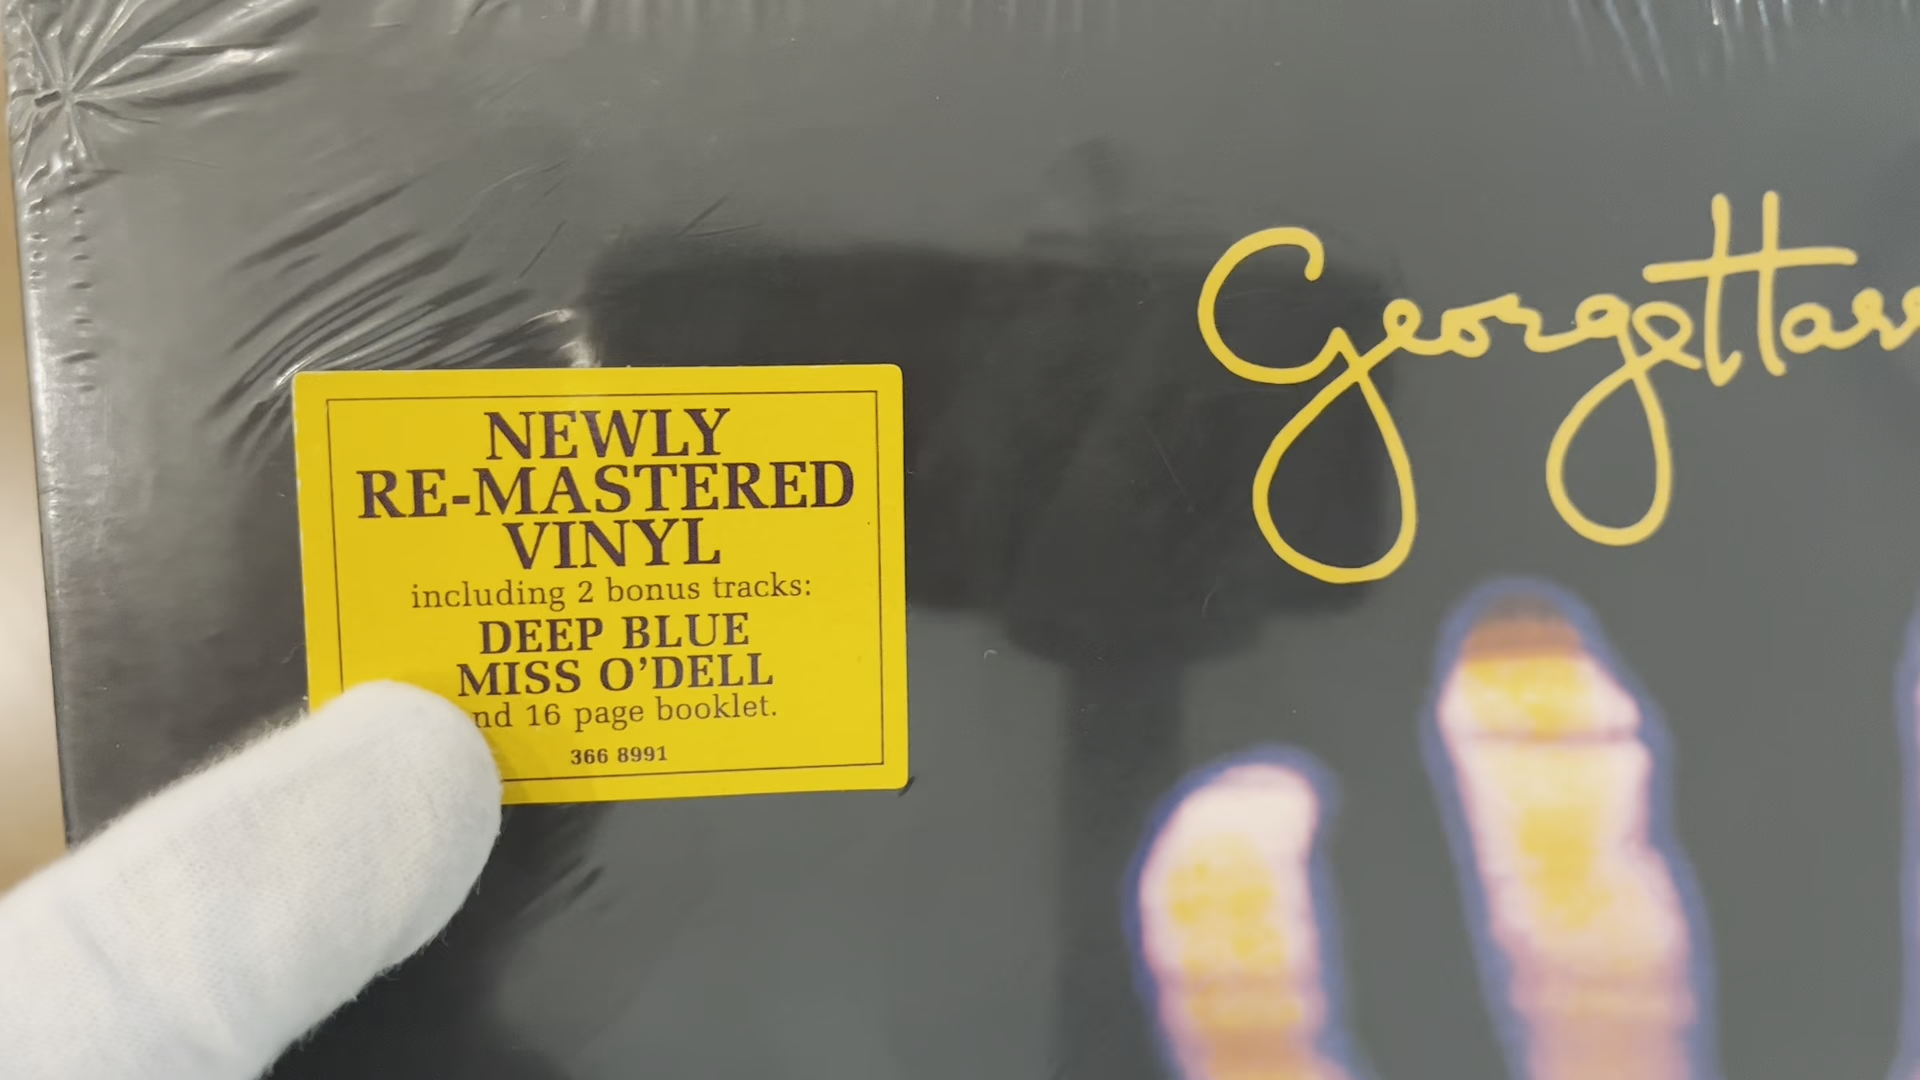 George Harr
NEWLY
RE-MASTERED
VINYL
including 2 bonus tracks:
DEEP BLUE
MISS O'DELL
nd 16 page booklet.
366 8991